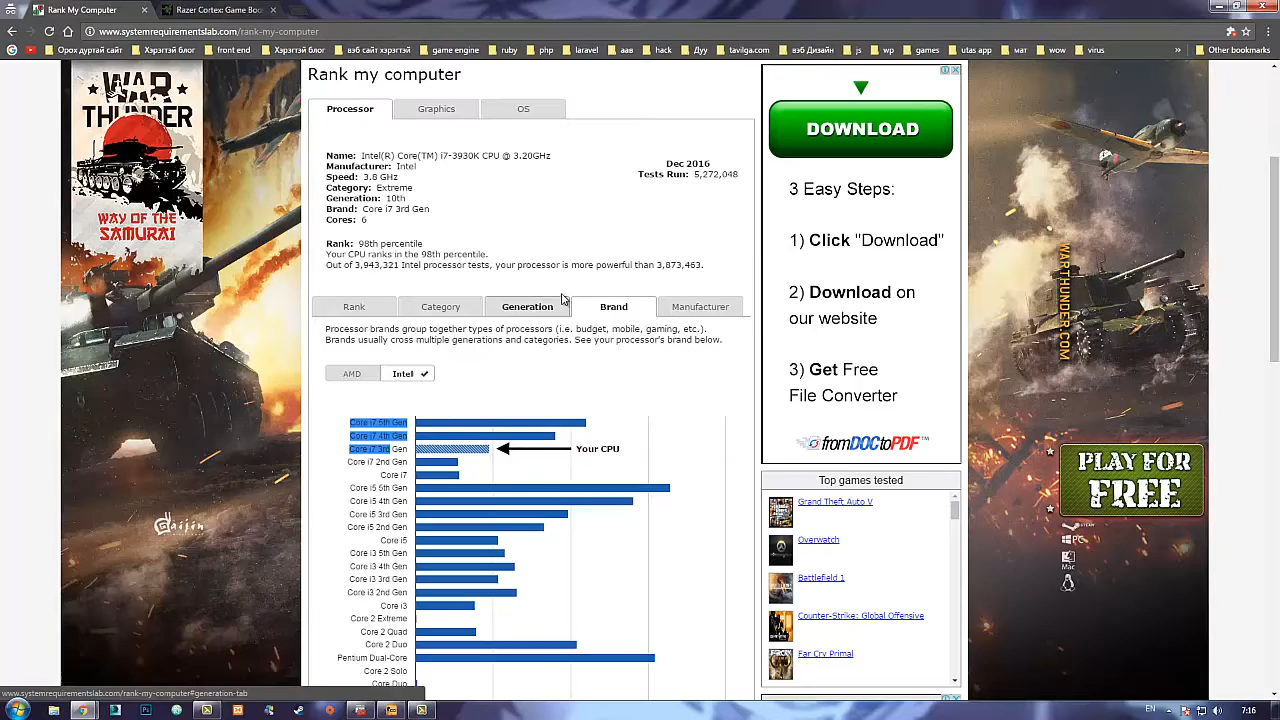 Rank My Computer
Razer Cortex: Game Boo
www.systemrequirementslab.com/rank-my-computer
Орох дуртай сайт
Хэрэгтэй блог
front end
Хэрэгтэй блог
вэб сайт хэрэгтэй
game engine
ruby
php
laravel
аав
hack
Дуу
tavilga.com
вэб Дизайн
js
wp
games
utas app
мат
wow
virus
Other bookmarks
WAR
THUNDER
WAY OF THE
SAMURAI
Gaijin
Rank my computer
Processor
Graphics
OS
Name: Intel(R) Core(TM) i7-3930K CPU @ 3.20GHz
Manufacturer: Intel
Speed: 3.8 GHz
Category: Extreme
Generation: 10th
Brand: Core i7 3rd Gen
Cores: 6
Dec 2016
Tests Run: 5,272,048
Rank: 98th percentile
Your CPU ranks in the 98th percentile.
Out of 3,943,321 Intel processor tests, your processor is more powerful than 3,873,463.
Rank
Category
Generation
Brand
Manufacturer
Processor brands group together types of processors (i.e. budget, mobile, gaming, etc.).
Brands usually cross multiple generations and categories. See your processor's brand below.
AMD
Intel ✔
Core i7 5th Gen
Core i7 4th Gen
Core i7 3rd Gen
Your CPU
Core i7 2nd Gen
Core i7
Core i5 5th Gen
Core i5 4th Gen
Core i5 3rd Gen
Core i5 2nd Gen
Core i5
Core i3 5th Gen
Core i3 4th Gen
Core i3 3rd Gen
Core i3 2nd Gen
Core i3
Core 2 Extreme
Core 2 Quad
Core 2 Duo
Pentium Dual-Core
Core 2 Solo
Core Duo
DOWNLOAD
3 Easy Steps:
1) Click "Download"
2) Download on
our website
3) Get Free
File Converter
fromDOCtoPDF™
Top games tested
Grand Theft Auto V
Overwatch
Battlefield 1
Counter-Strike: Global Offensive
Far Cry Primal
WARTHUNDER.COM
PLAY FOR
FREE
STEAM
PC
Mac
www.systemrequirementslab.com/rank-my-computer#generation-tab
EN
7:16